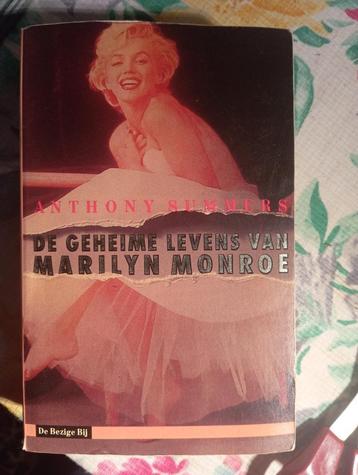 ANTHONY SUMMERS
DE GEHEIME LEVENS VAN
MARILYN MONROE
De Bezige Bij